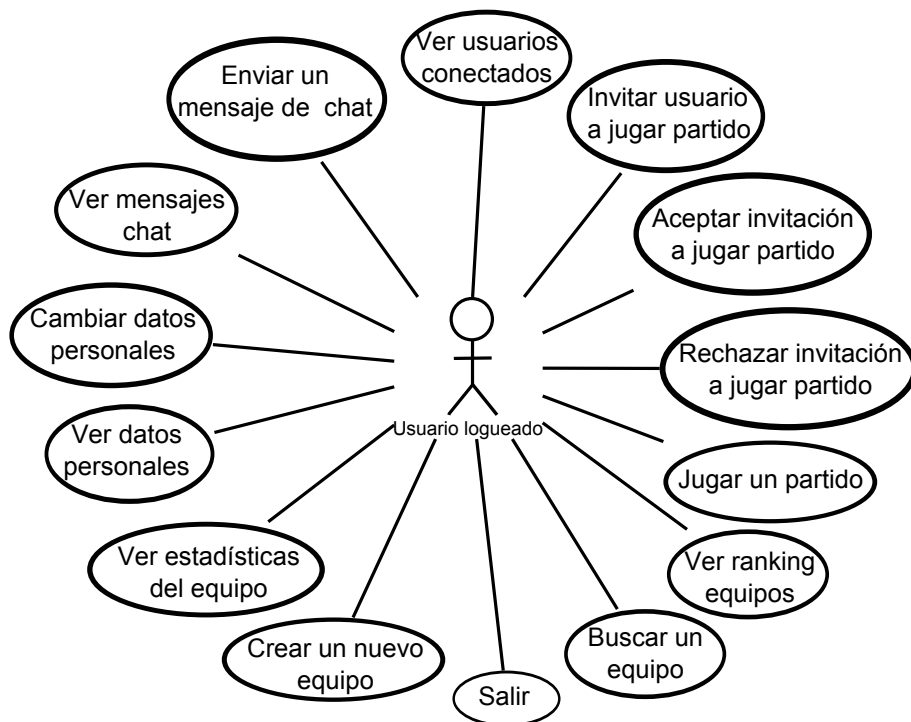 Ver usuarios
conectados
Enviar un
mensaje de chat
Invitar usuario
a jugar partido
Ver mensajes
chat
Aceptar invitación
a jugar partido
Cambiar datos
personales
Rechazar invitación
a jugar partido
Usuario logueado
Ver datos
personales
Jugar un partido
Ver estadísticas
del equipo
Ver ranking
equipos
Crear un nuevo
equipo
Buscar un
equipo
Salir